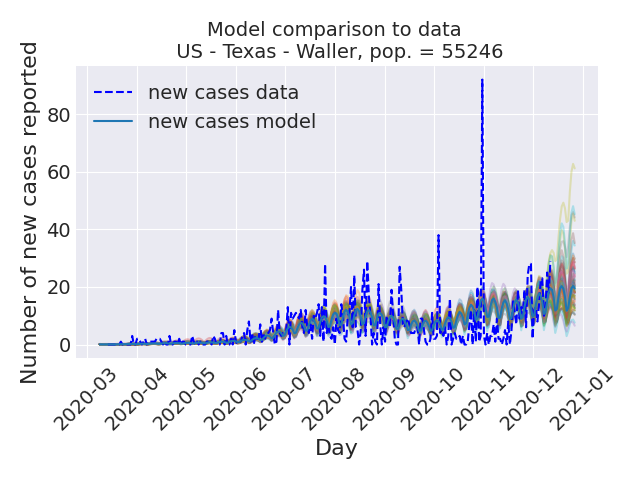 Model comparison to data
US - Texas - Waller, pop. = 55246
new cases data
new cases model
Number of new cases reported
80
60
40
20
0
2020-03
2020-04
2020-05
2020-06
2020-07
2020-08
2020-09
2020-10
2020-11
2020-12
2021-01
Day